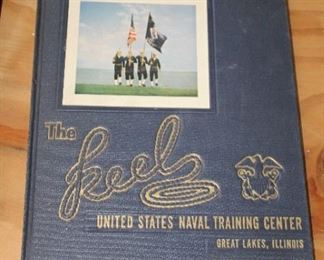 The
Keel
UNITED STATES NAVAL TRAINING CENTER
GREAT LAKES, ILLINOIS